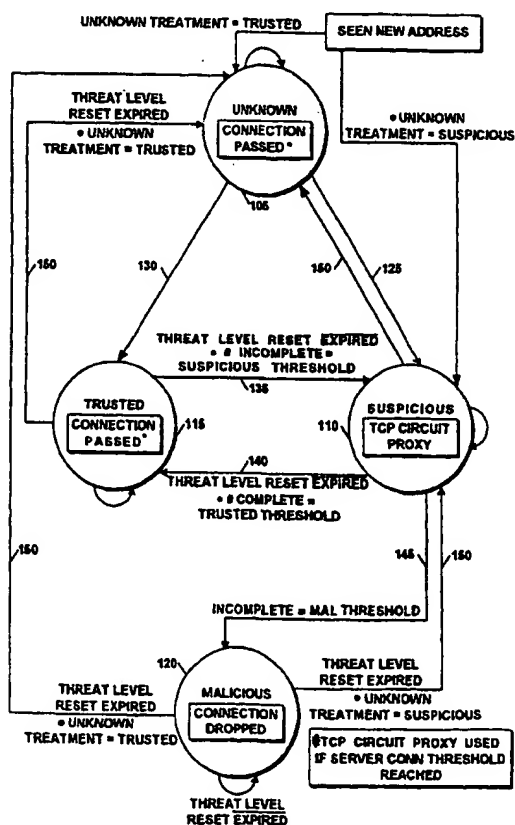 UNKNOWN TREATMENT = TRUSTED
SEEN NEW ADDRESS
THREAT LEVEL
RESET EXPIRED
• UNKNOWN
TREATMENT = TRUSTED
UNKNOWN
CONNECTION
PASSED*
• UNKNOWN
TREATMENT = SUSPICIOUS
105
150
130
150
125
THREAT LEVEL RESET EXPIRED
• # INCOMPLETE =
SUSPICIOUS THRESHOLD
135
TRUSTED
CONNECTION
PASSED*
115
SUSPICIOUS
110
TCP CIRCUIT
PROXY
140
THREAT LEVEL RESET EXPIRED
• # COMPLETE =
TRUSTED THRESHOLD
150
145
150
INCOMPLETE = MAL THRESHOLD
120
THREAT LEVEL
RESET EXPIRED
• UNKNOWN
TREATMENT = TRUSTED
MALICIOUS
CONNECTION
DROPPED
THREAT LEVEL
RESET EXPIRED
• UNKNOWN
TREATMENT = SUSPICIOUS
TCP CIRCUIT PROXY USED
IF SERVER CONN THRESHOLD
REACHED
THREAT LEVEL
RESET EXPIRED